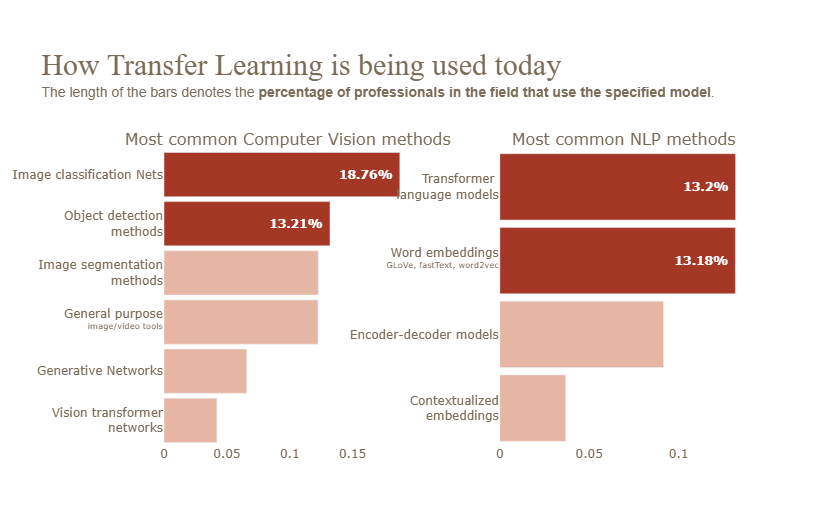 How Transfer Learning is being used today
The length of the bars denotes the percentage of professionals in the field that use the specified model.
Most common Computer Vision methods
Image classification Nets
18.76%
Object detection
methods
13.21%
Image segmentation
methods
General purpose
image/video tools
Generative Networks
Vision transformer
networks
0 0.05 0.1 0.15
Most common NLP methods
Transformer
language models
13.2%
Word embeddings
GLoVe, fastText, word2vec
13.18%
Encoder-decoder models
Contextualized
embeddings
0 0.05 0.1